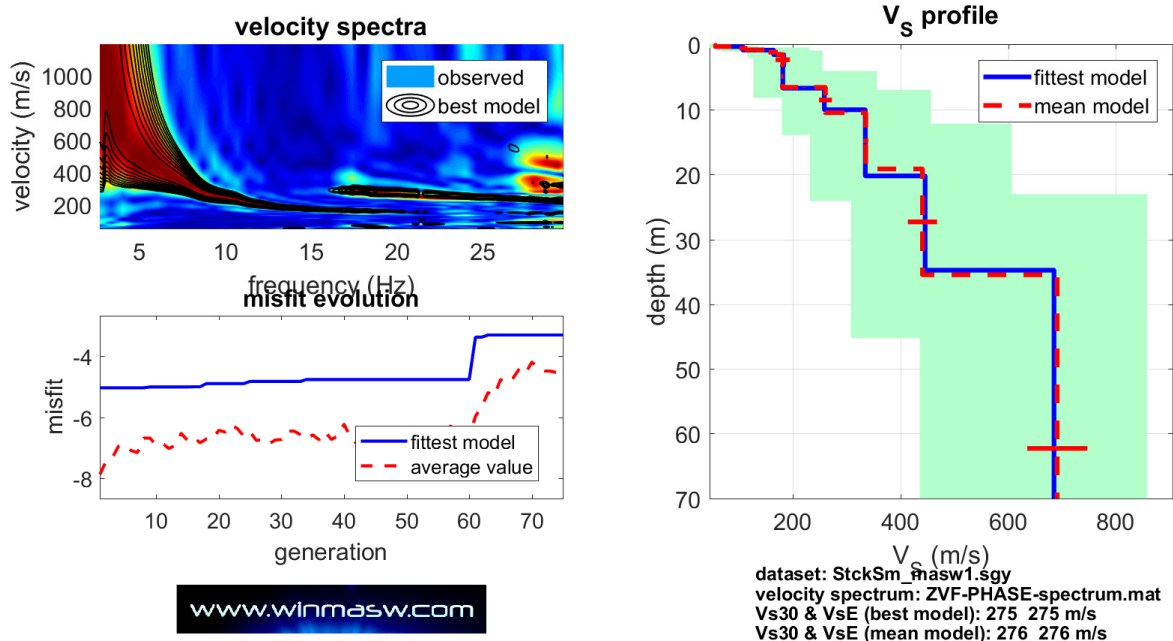 velocity spectra
observed
best model
velocity (m/s)
1000
800
600
400
200
5
10
15
20
25
frequency (Hz)
misfit evolution
misfit
-4
-6
-8
fittest model
average value
10
20
30
40
50
60
70
generation
www.winmasw.com
VS profile
fittest model
mean model
depth (m)
0
10
20
30
40
50
60
70
200
400
600
800
VS (m/s)
dataset: StckSm_masw1.sgy
velocity spectrum: ZVF-PHASE-spectrum.mat
Vs30 & VsE (best model): 275  275 m/s
Vs30 & VsE (mean model): 276  276 m/s